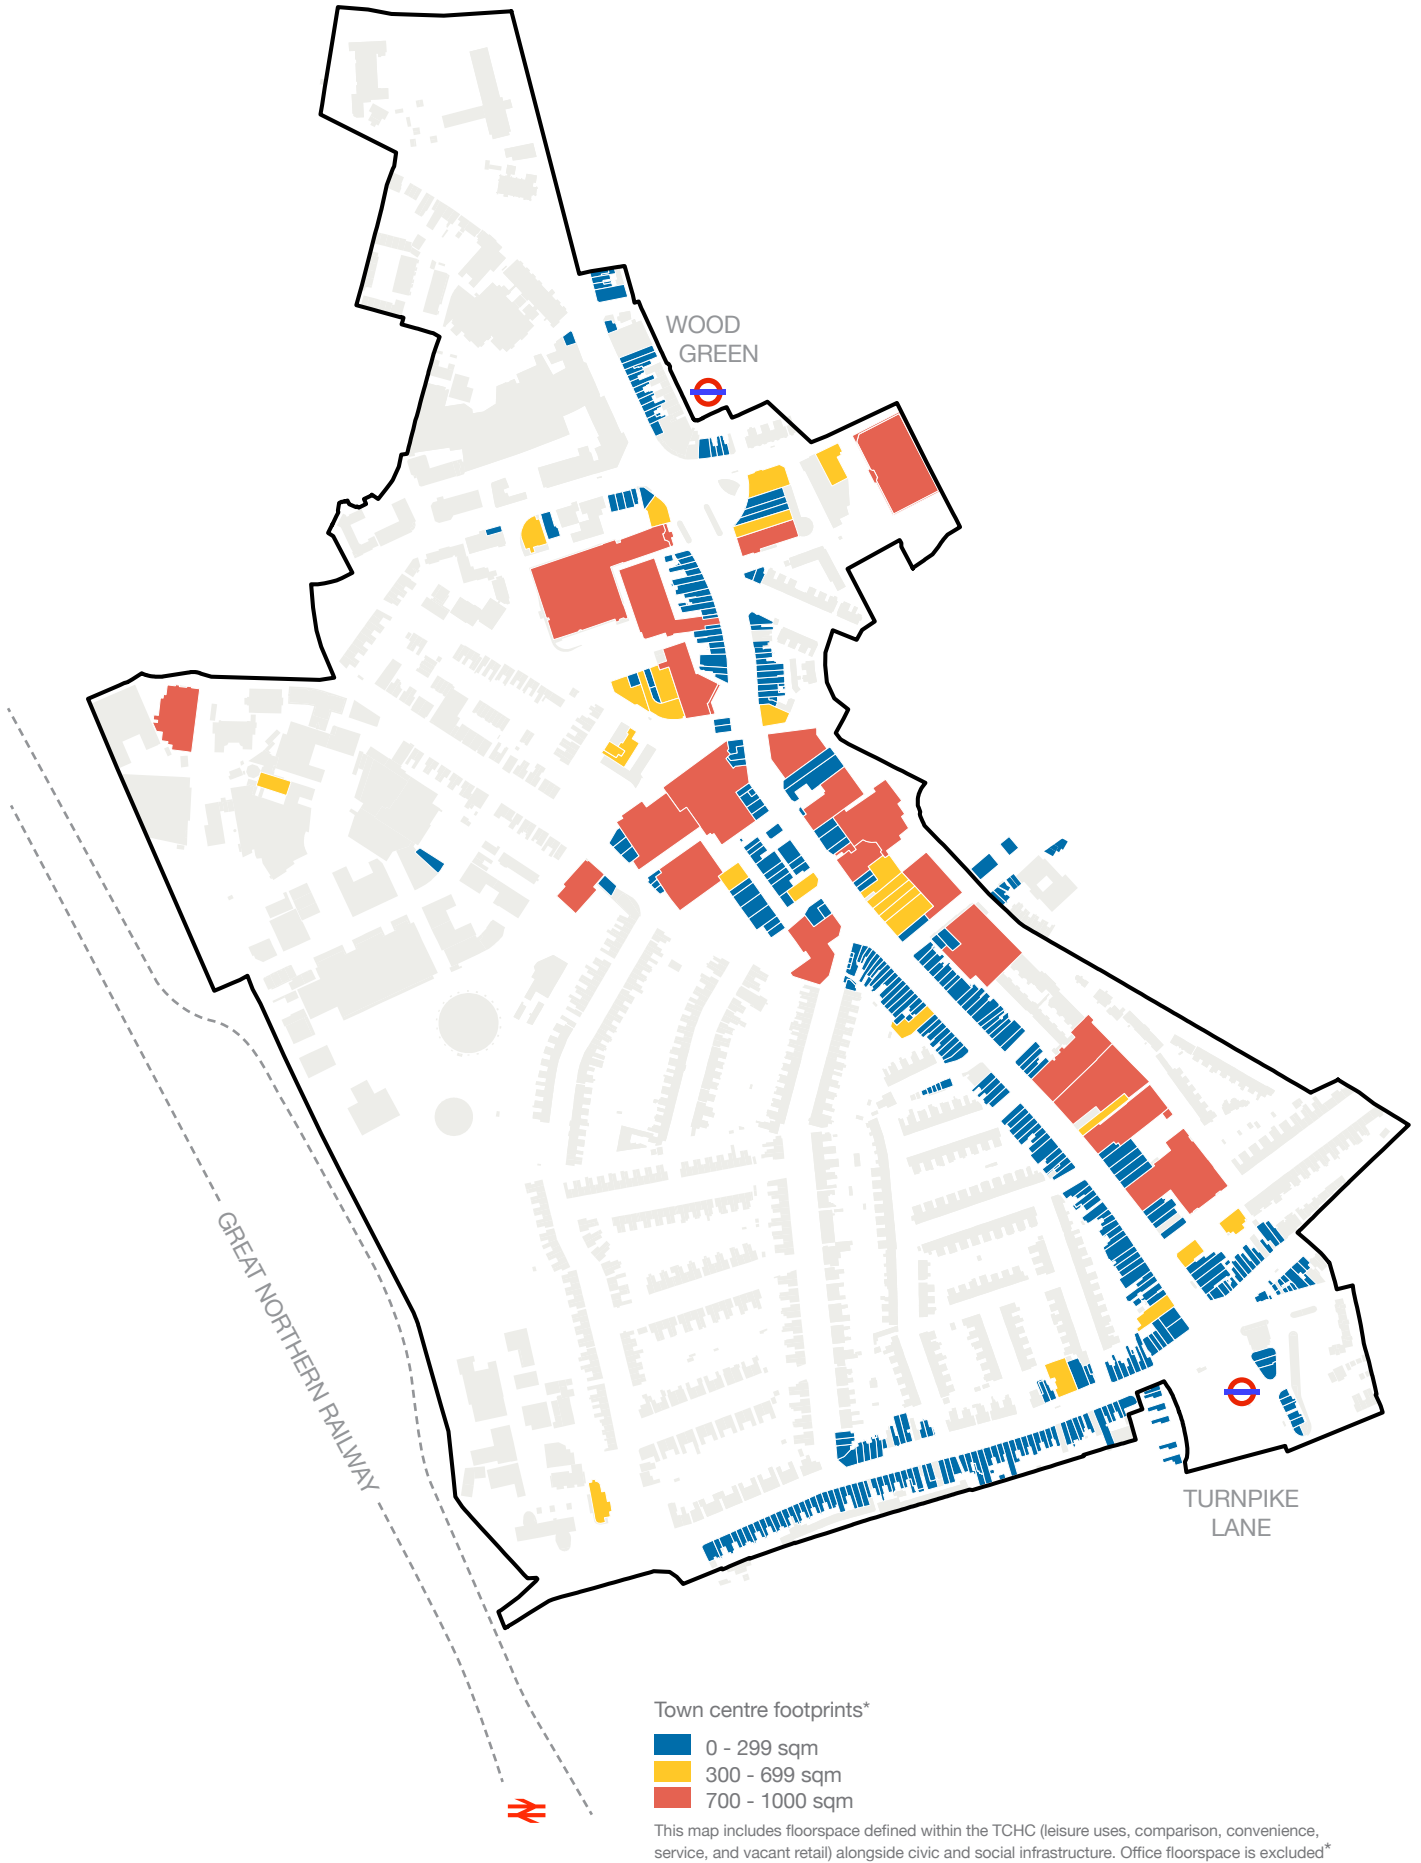 WOOD
GREEN
GREAT NORTHERN RAILWAY
TURNPIKE
LANE
Town centre footprints*
0 - 299 sqm
300 - 699 sqm
700 - 1000 sqm
This map includes floorspace defined within the TCHC (leisure uses, comparison, convenience,
service, and vacant retail) alongside civic and social infrastructure. Office floorspace is excluded*